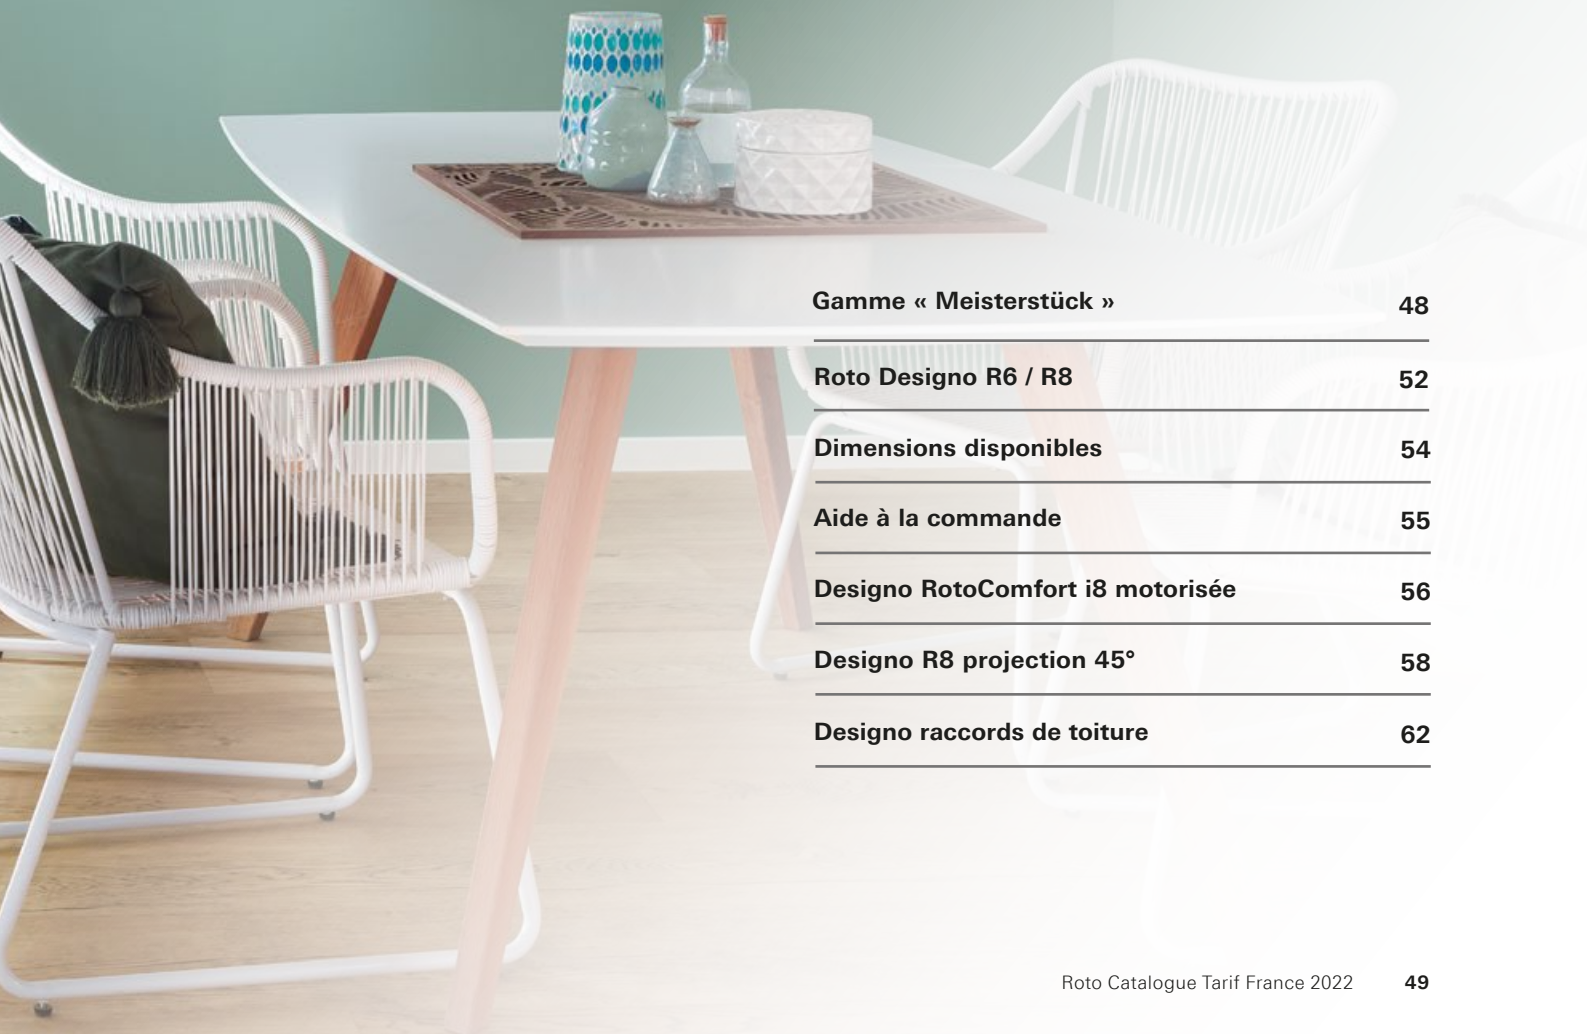 Gamme « Meisterstück » 48
Roto Designo R6 / R8 52
Dimensions disponibles 54
Aide à la commande 55
Designo RotoComfort i8 motorisée 56
Designo R8 projection 45° 58
Designo raccords de toiture 62
Roto Catalogue Tarif France 2022 49